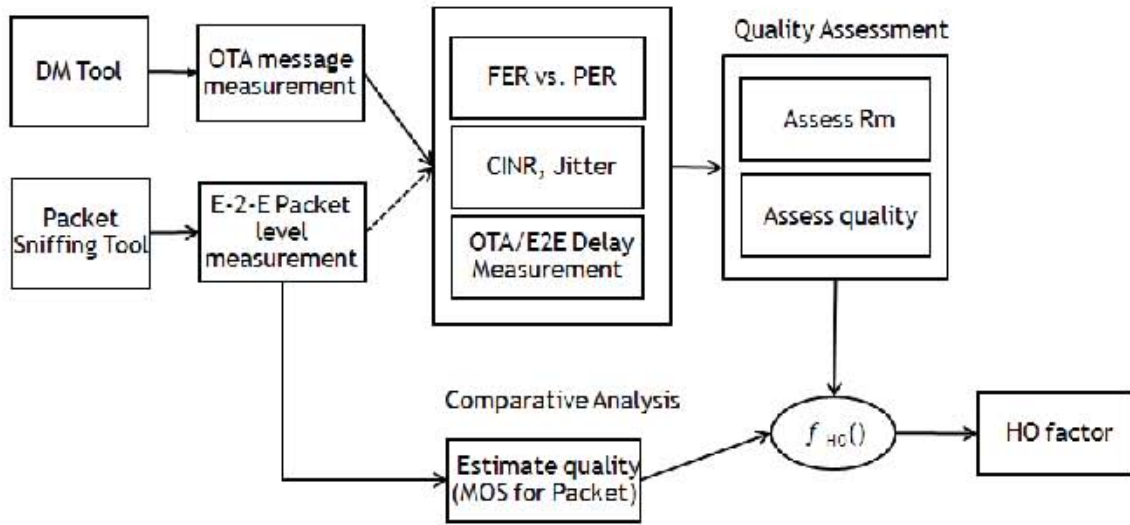 DM Tool
OTA message
measurement
Packet
Sniffing Tool
E-2-E Packet
level
measurement
FER vs. PER
CINR, Jitter
OTA/E2E Delay
Measurement
Quality Assessment
Assess Rm
Assess quality
Comparative Analysis
Estimate quality
(MOS for Packet)
f HO()
HO factor